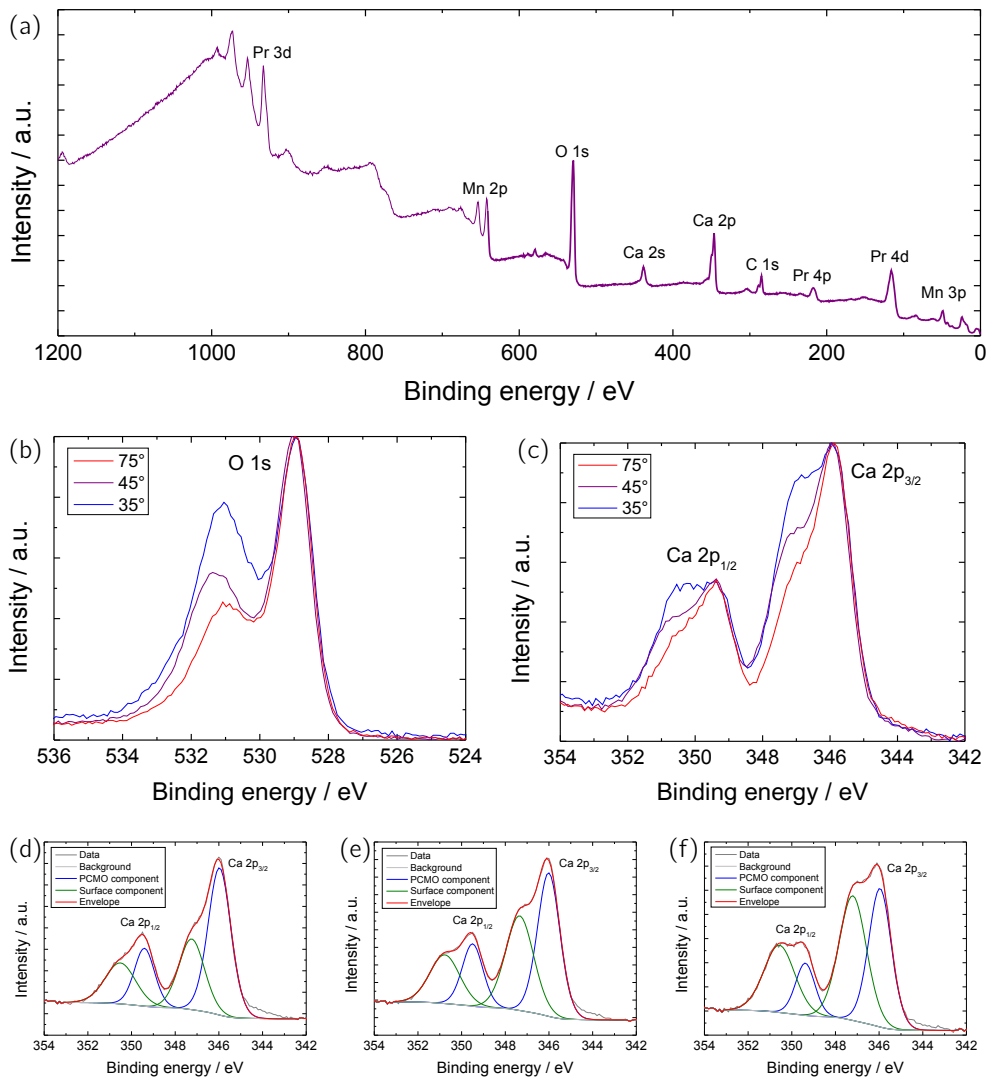 (a)
Pr 3d
Mn 2p
O 1s
Ca 2s
Ca 2p
C 1s
Pr 4p
Pr 4d
Mn 3p
Intensity / a.u.
1200 1000 800 600 400 200 0
Binding energy / eV
(b)
75°
45°
35°
O 1s
Intensity / a.u.
536 534 532 530 528 526 524
Binding energy / eV
(c)
75°
45°
35°
Ca 2p3/2
Ca 2p1/2
Intensity / a.u.
354 352 350 348 346 344 342
Binding energy / eV
(d)
Data
Background
PCMO component
Surface component
Envelope
Ca 2p3/2
Ca 2p1/2
Intensity / a.u.
354 352 350 348 346 344 342
Binding energy / eV
(e)
Data
Background
PCMO component
Surface component
Envelope
Ca 2p3/2
Ca 2p1/2
Intensity / a.u.
354 352 350 348 346 344 342
Binding energy / eV
(f)
Data
Background
PCMO component
Surface component
Envelope
Ca 2p3/2
Ca 2p1/2
Intensity / a.u.
354 352 350 348 346 344 342
Binding energy / eV